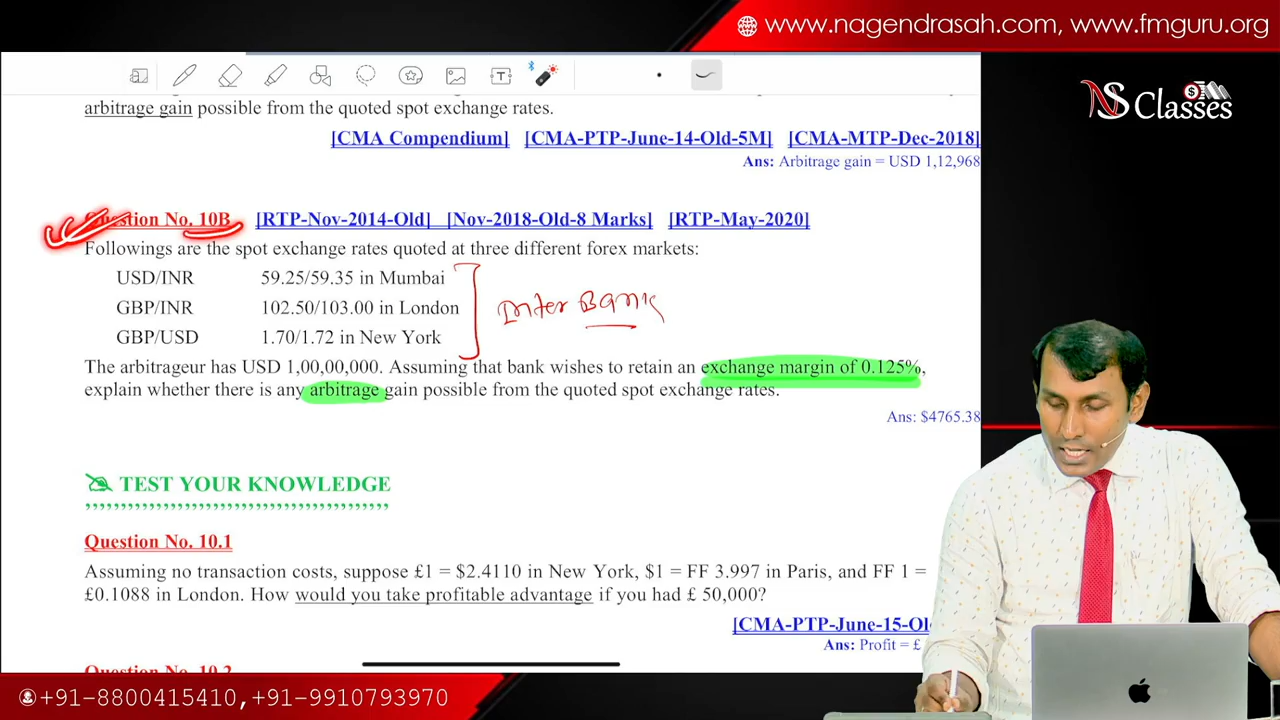 www.nagendrasah.com, www.fmguru.org
NS Classes
arbitrage gain possible from the quoted spot exchange rates.
[CMA Compendium] [CMA-PTP-June-14-Old-5M] [CMA-MTP-Dec-2018]
Ans: Arbitrage gain = USD 1,12,968
Question No. 10B [RTP-Nov-2014-Old] [Nov-2018-Old-8 Marks] [RTP-May-2020]
Followings are the spot exchange rates quoted at three different forex markets:
USD/INR 59.25/59.35 in Mumbai
GBP/INR 102.50/103.00 in London
GBP/USD 1.70/1.72 in New York
Inter Bank
The arbitrageur has USD 1,00,00,000. Assuming that bank wishes to retain an exchange margin of 0.125%,
explain whether there is any arbitrage gain possible from the quoted spot exchange rates.
Ans: $4765.38
TEST YOUR KNOWLEDGE
Question No. 10.1
Assuming no transaction costs, suppose £1 = $2.4110 in New York, $1 = FF 3.997 in Paris, and FF 1 =
£0.1088 in London. How would you take profitable advantage if you had £ 50,000?
[CMA-PTP-June-15-Ol
Ans: Profit = £
Question No. 10.2
+91-8800415410,+91-9910793970